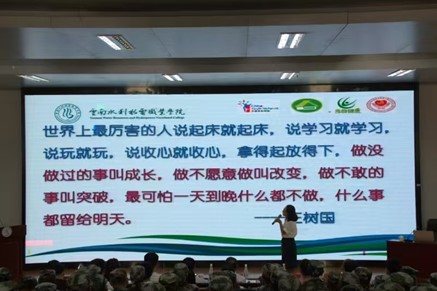 云南水利水电职业学院
世界上最厉害的人说起床就起床，说学习就学习，
说玩就玩，说收心就收心，拿得起放得下，做没
做过的事叫成长，做不愿意做叫改变，做不敢的
事叫突破，最可怕一天到晚什么都不做，什么事
都留给明天。
树国